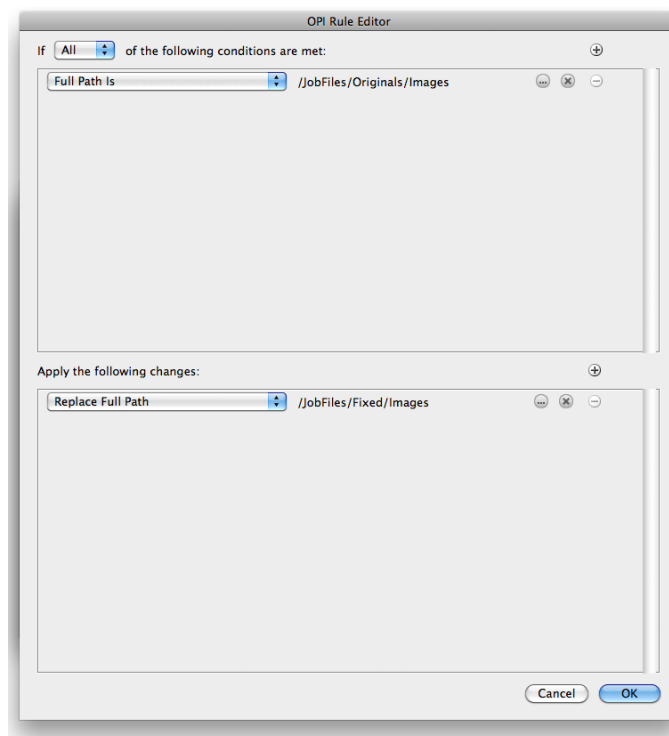 OPI Rule Editor
If All of the following conditions are met:
Full Path Is /JobFiles/Originals/Images
Apply the following changes:
Replace Full Path /JobFiles/Fixed/Images
Cancel OK